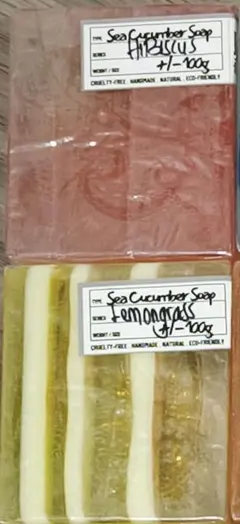 TYPE Sea Cucumber Soap
SERIES HIBISCUS
WEIGHT / SIZE +/- 100g
CRUELTY-FREE. HANDMADE. NATURAL. ECO-FRIENDLY
TYPE Sea Cucumber Soap
SERIES Lemongrass
WEIGHT / SIZE +/- 100g
CRUELTY-FREE. HANDMADE. NATURAL. ECO-FRIENDLY